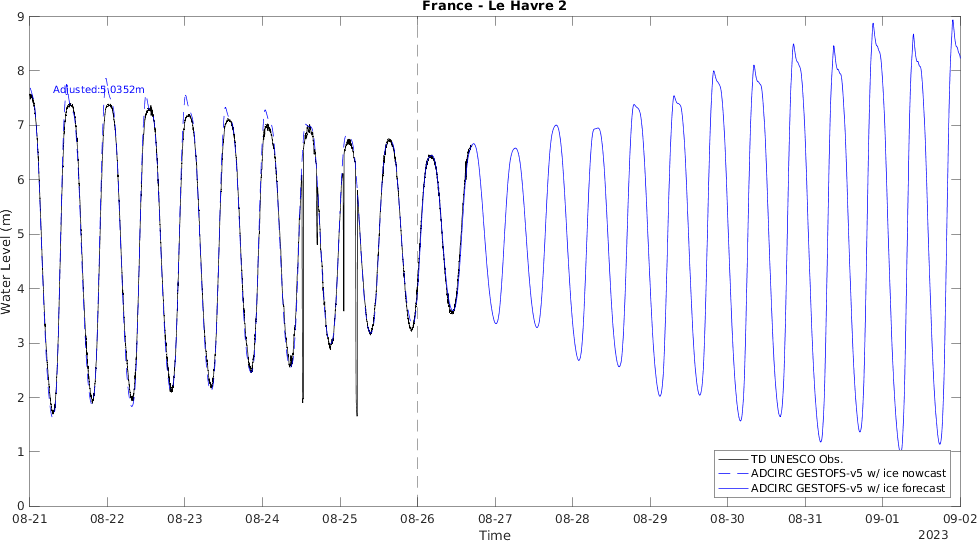 France - Le Havre 2
9
8
7
6
5
4
3
2
1
0
Water Level (m)
Adjusted:5.0352m
TD UNESCO Obs.
ADCIRC GESTOFS-v5 w/ ice nowcast
ADCIRC GESTOFS-v5 w/ ice forecast
08-21 08-22 08-23 08-24 08-25 08-26 08-27 08-28 08-29 08-30 08-31 09-01 09-02
Time
2023